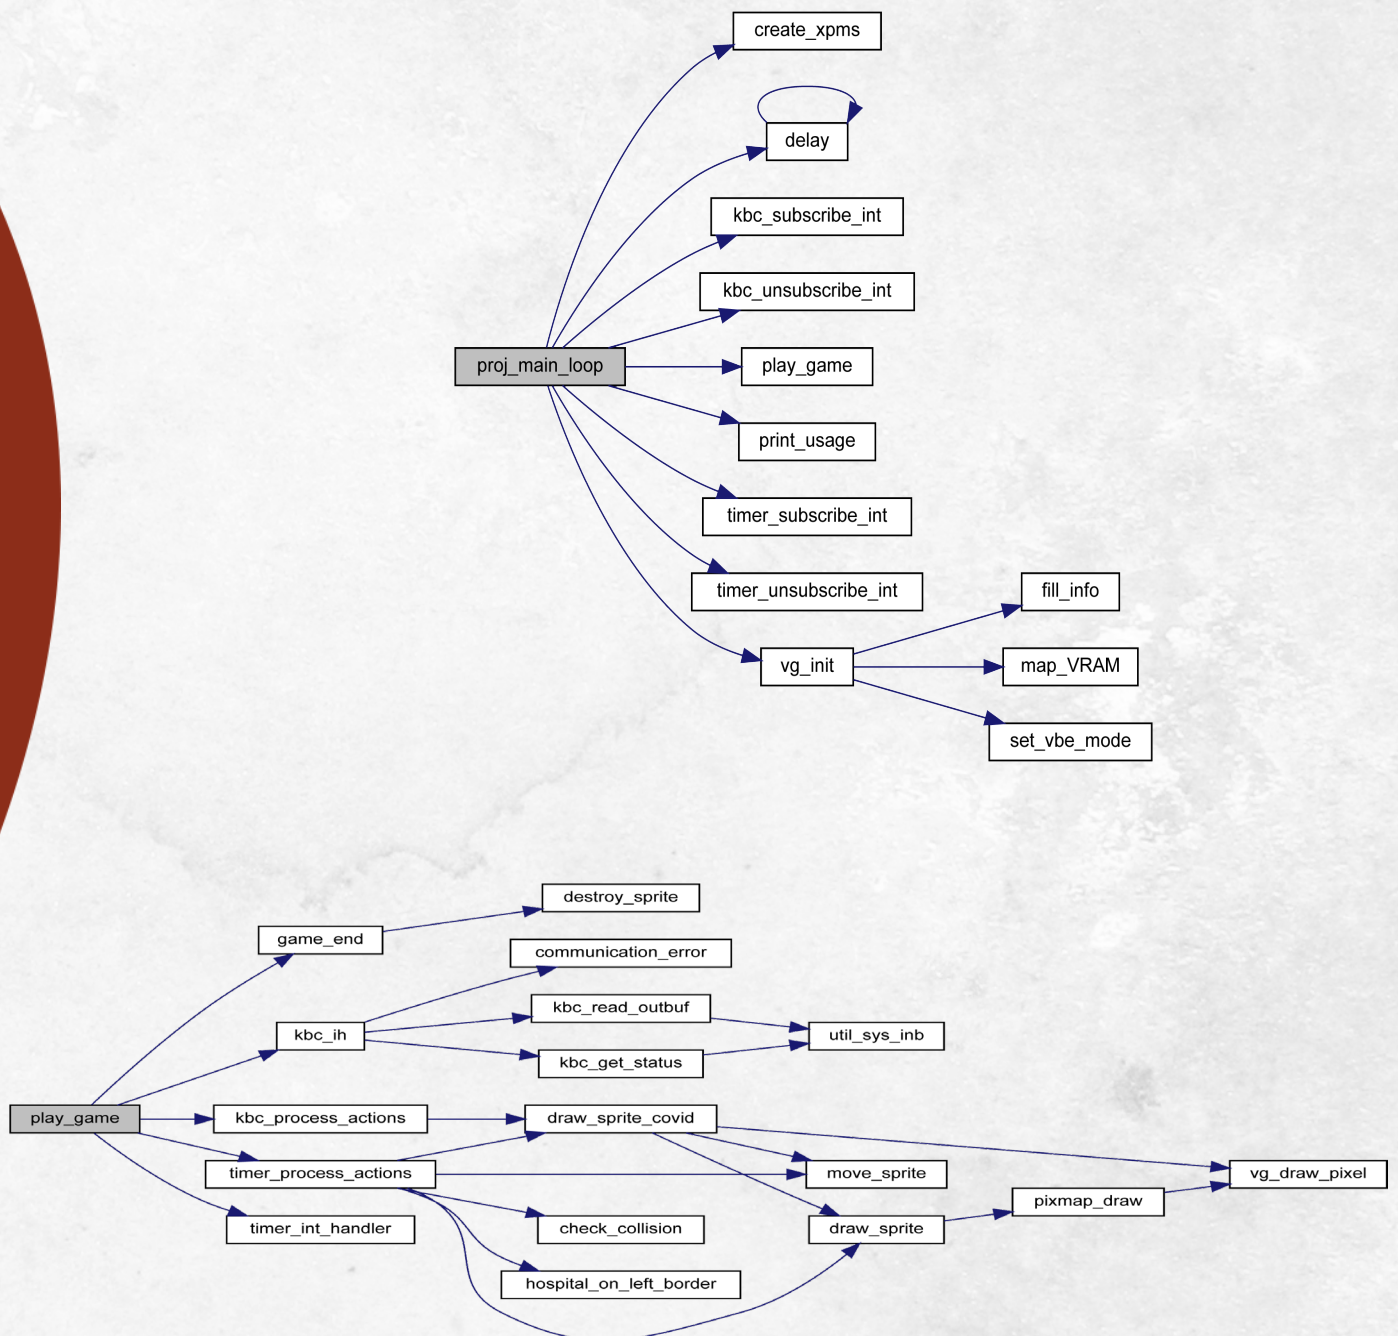 create_xpms
delay
kbc_subscribe_int
kbc_unsubscribe_int
proj_main_loop
play_game
print_usage
timer_subscribe_int
timer_unsubscribe_int
fill_info
vg_init
map_VRAM
set_vbe_mode
destroy_sprite
game_end
communication_error
kbc_read_outbuf
kbc_ih
util_sys_inb
kbc_get_status
play_game
kbc_process_actions
draw_sprite_covid
timer_process_actions
move_sprite
vg_draw_pixel
pixmap_draw
timer_int_handler
check_collision
draw_sprite
hospital_on_left_border